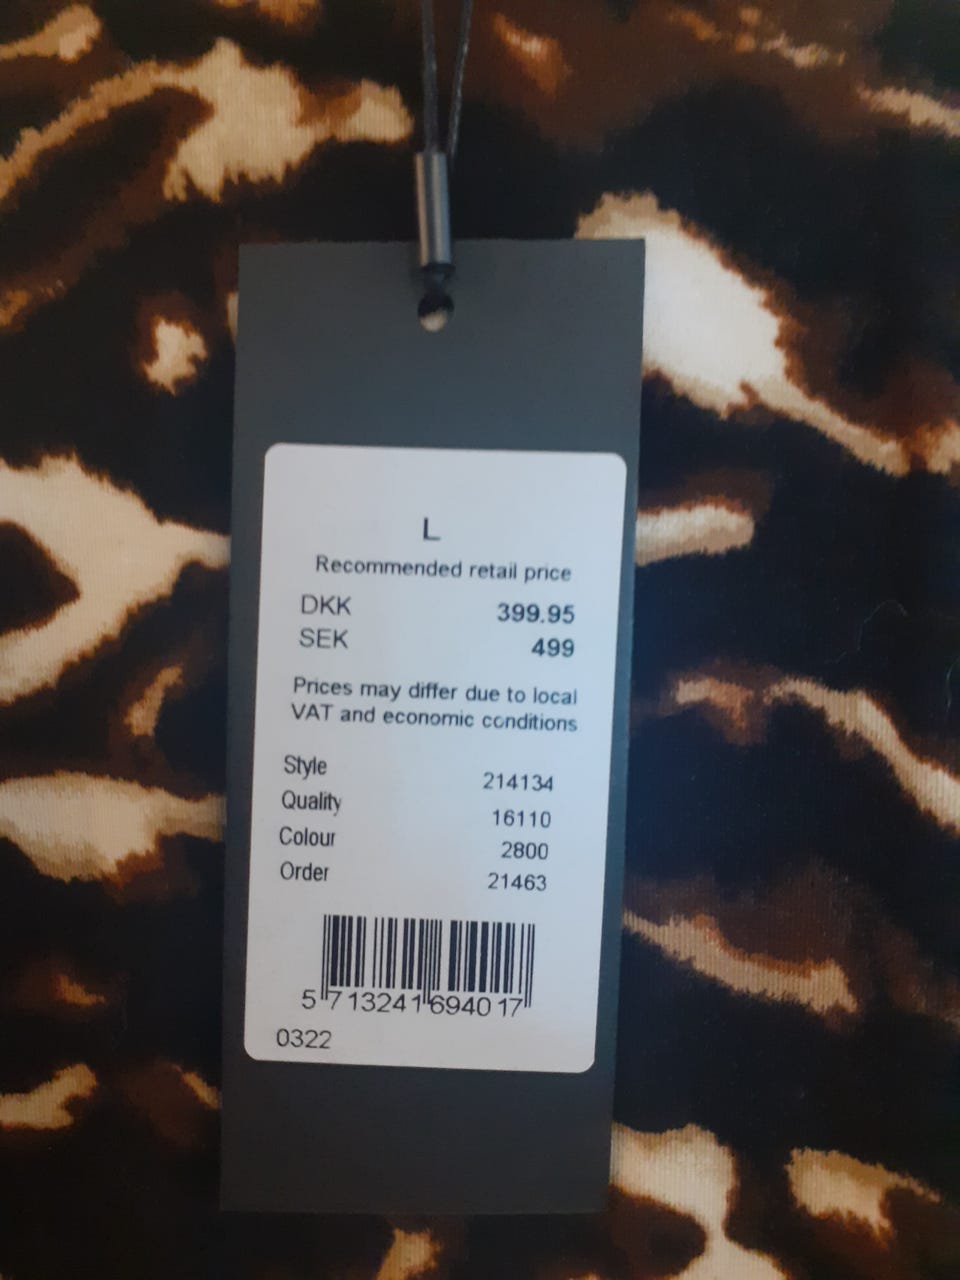 L
Recommended retail price
DKK 399.95
SEK 499
Prices may differ due to local
VAT and economic conditions
Style 214134
Quality 16110
Colour 2800
Order 21463
5 713241 694017
0322